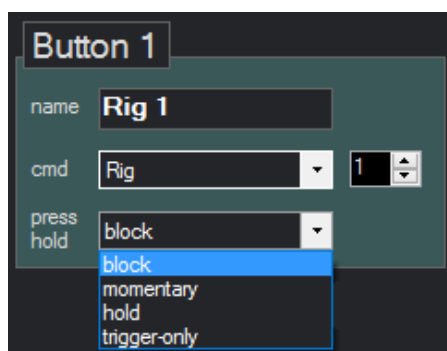 Button 1
name Rig 1
cmd Rig 1
press
hold block
block
momentary
hold
trigger-only